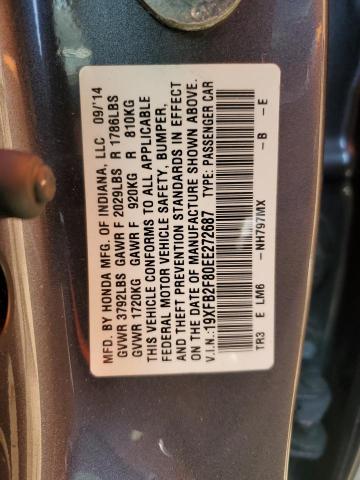 MFD. BY HONDA MFG. OF INDIANA, LLC 09/'14
GVWR 3792LBS GAWR F 2029LBS R 1786LBS
GVWR 1720KG GAWR F 920KG R 810KG
THIS VEHICLE CONFORMS TO ALL APPLICABLE
FEDERAL MOTOR VEHICLE SAFETY, BUMPER,
AND THEFT PREVENTION STANDARDS IN EFFECT
ON THE DATE OF MANUFACTURE SHOWN ABOVE.
V.I.N.: 19XFB2F80EE272687 TYPE: PASSENGER CAR
TR3 E LM6 -NH797MX -B -E